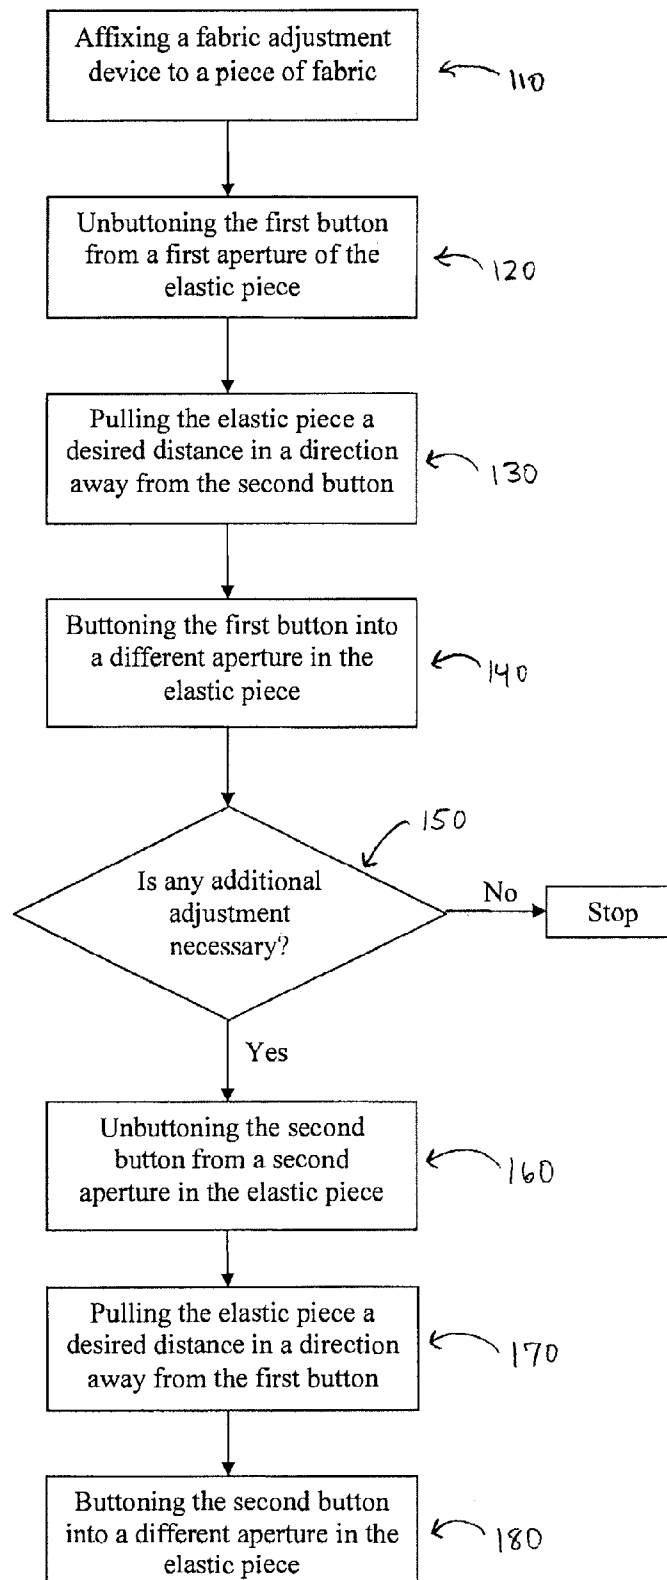 Affixing a fabric adjustment
device to a piece of fabric
110
Unbuttoning the first button
from a first aperture of the
elastic piece
120
Pulling the elastic piece a
desired distance in a direction
away from the second button
130
Buttoning the first button into
a different aperture in the
elastic piece
140
150
Is any additional
adjustment
necessary?
No
Stop
Yes
Unbuttoning the second
button from a second
aperture in the elastic piece
160
Pulling the elastic piece a
desired distance in a direction
away from the first button
170
Buttoning the second button
into a different aperture in the
elastic piece
180